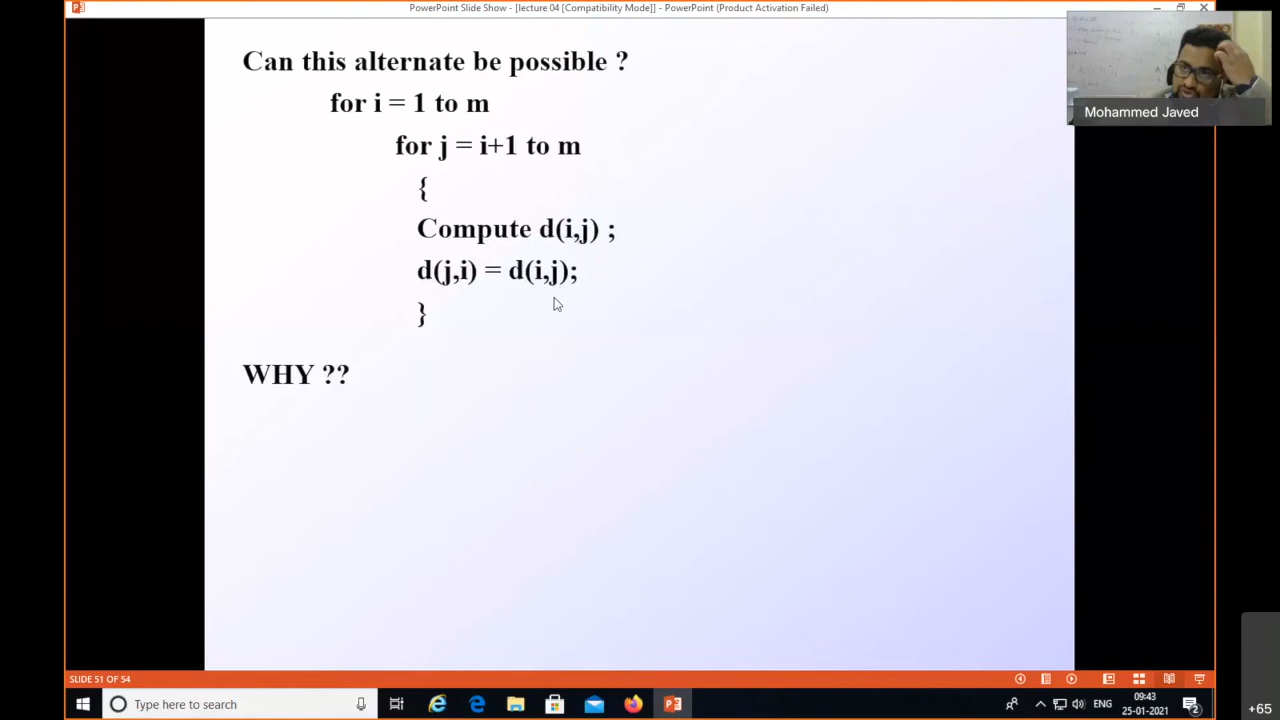 PowerPoint Slide Show - [lecture 04 [Compatibility Mode]] - PowerPoint (Product Activation Failed)
Can this alternate be possible ?
for i = 1 to m
for j = i+1 to m
{
Compute d(i,j) ;
d(j,i) = d(i,j);
}
WHY ??
Mohammed Javed
SLIDE 51 OF 54
Type here to search
ENG
09:43
25-01-2021
2
+65